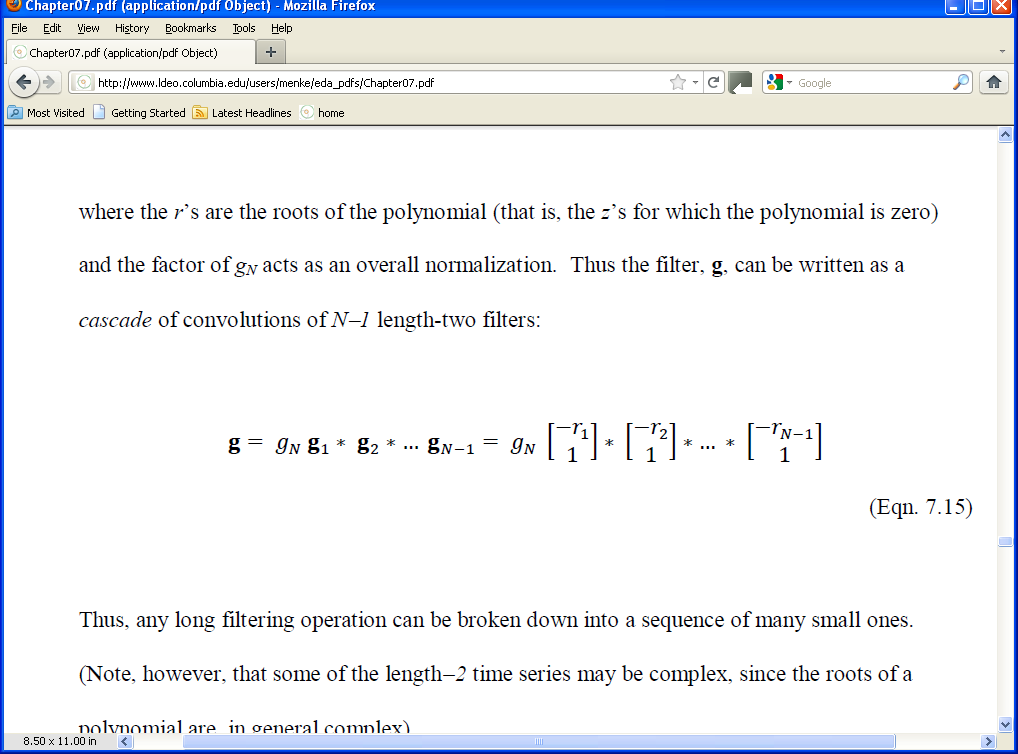 Chapter07.pdf (application/pdf Object) - Mozilla Firefox
File Edit View History Bookmarks Tools Help
Chapter07.pdf (application/pdf Object)
http://www.ldeo.columbia.edu/users/menke/eda_pdfs/Chapter07.pdf
Google
Most Visited Getting Started Latest Headlines home
where the r’s are the roots of the polynomial (that is, the z’s for which the polynomial is zero)
and the factor of gN acts as an overall normalization. Thus the filter, g, can be written as a
cascade of convolutions of N–1 length-two filters:
g = gN g1 * g2 * … gN−1 = gN [−r1 1] * [−r2 1] * … * [−rN−1 1]
(Eqn. 7.15)
Thus, any long filtering operation can be broken down into a sequence of many small ones.
(Note, however, that some of the length–2 time series may be complex, since the roots of a
polynomial are, in general complex)
8.50 x 11.00 in